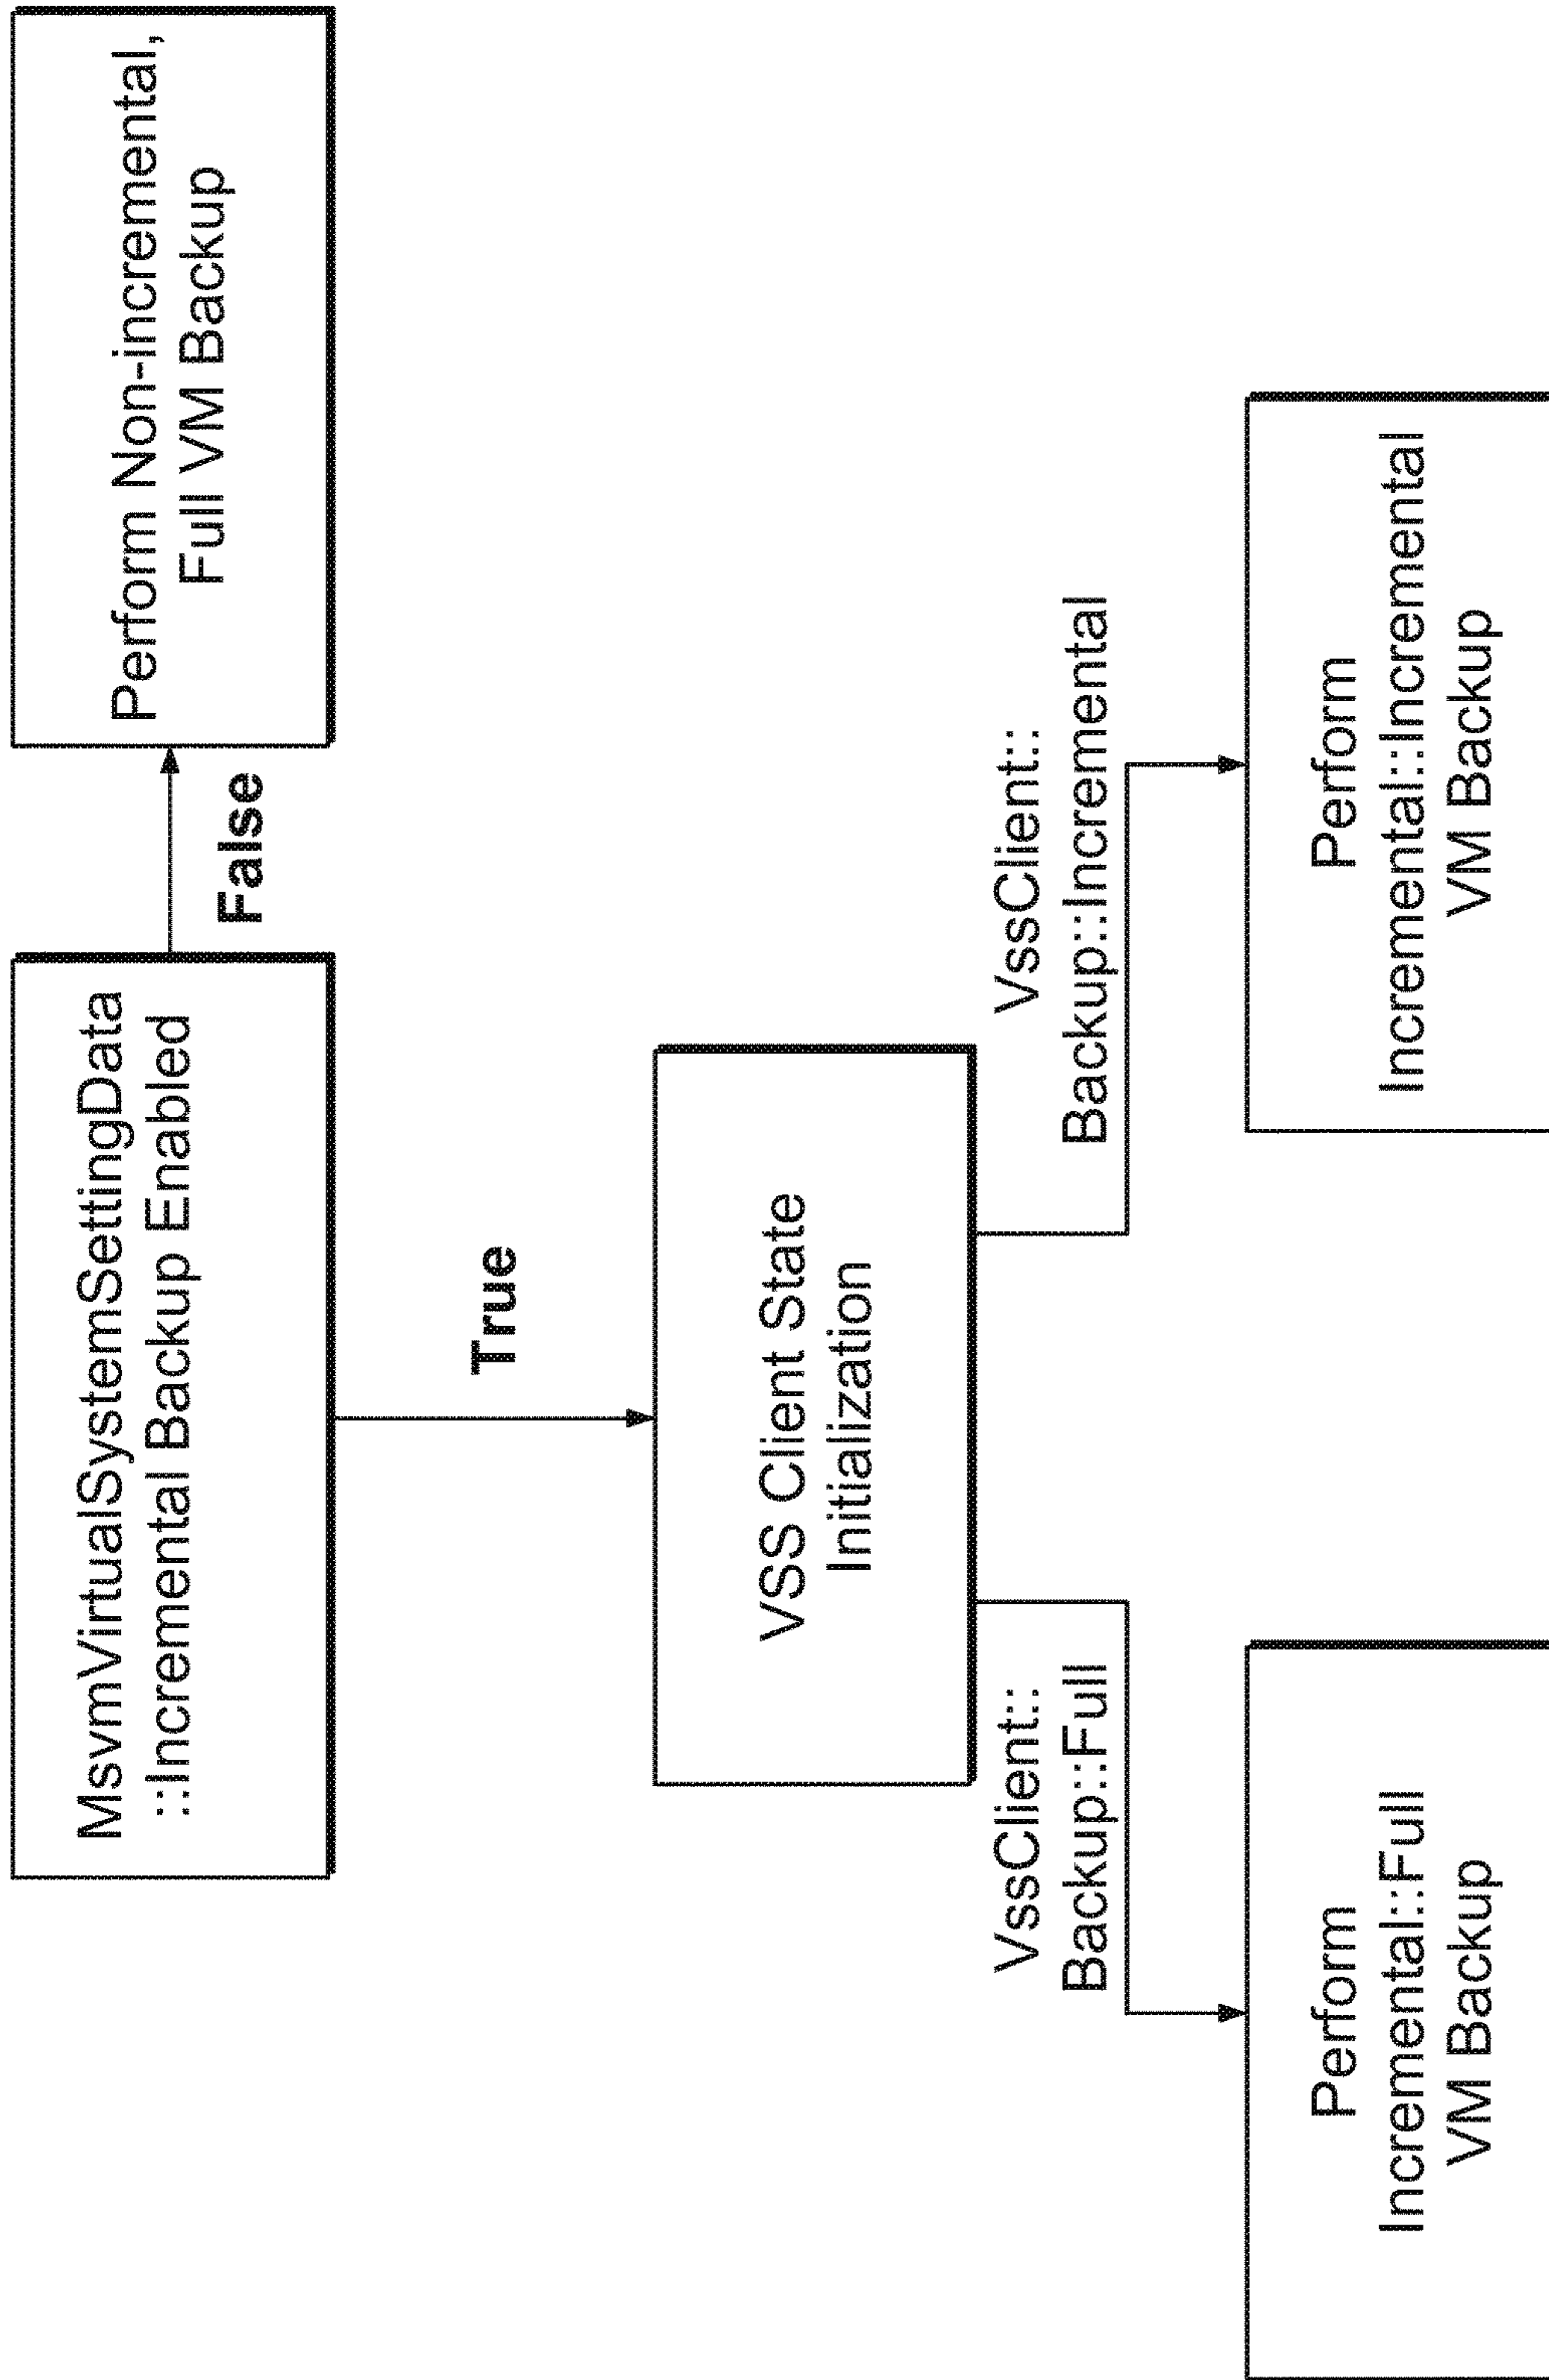 MsvmVirtualSystemSettingData
::Incremental Backup Enabled
False
Perform Non-incremental,
Full VM Backup
True
VSS Client State
Initialization
VssClient::
Backup::Full
VssClient::
Backup::Incremental
Perform
Incremental::Full
VM Backup
Perform
Incremental::Incremental
VM Backup